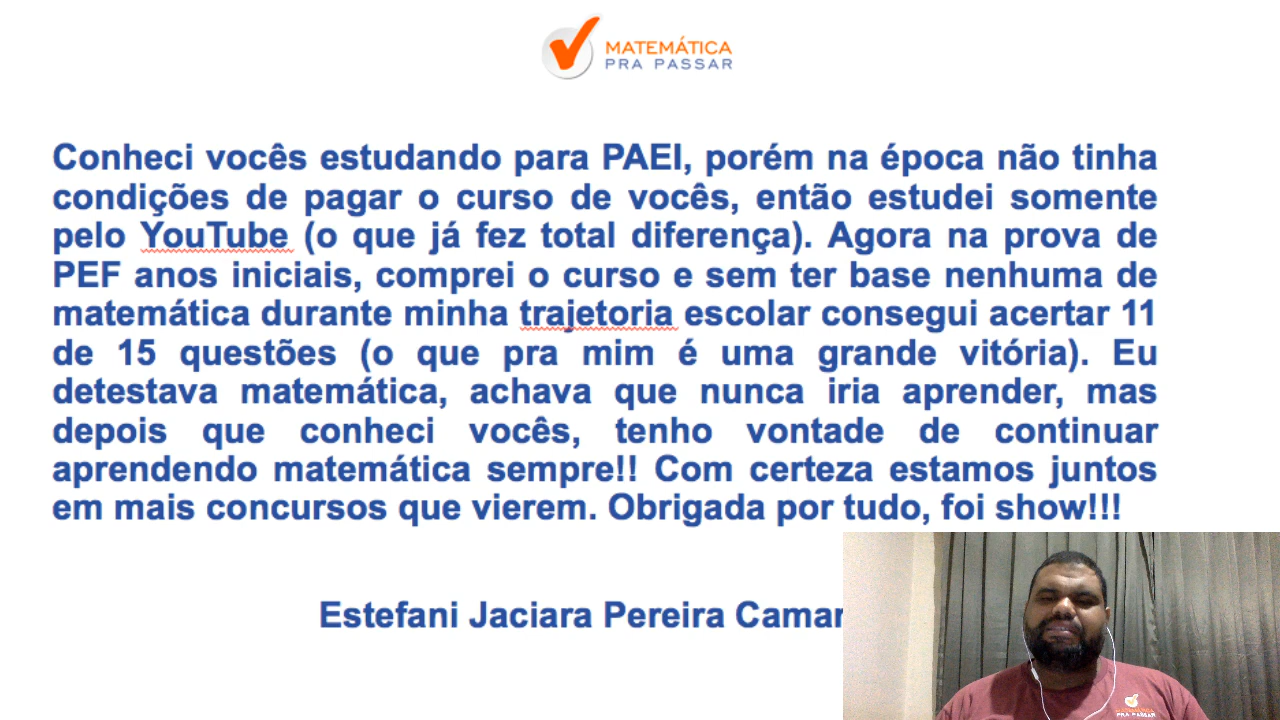 MATEMÁTICA
PRA PASSAR
Conheci vocês estudando para PAEI, porém na época não tinha
condições de pagar o curso de vocês, então estudei somente
pelo YouTube (o que já fez total diferença). Agora na prova de
PEF anos iniciais, comprei o curso e sem ter base nenhuma de
matemática durante minha trajetoria escolar consegui acertar 11
de 15 questões (o que pra mim é uma grande vitória). Eu
detestava matemática, achava que nunca iria aprender, mas
depois que conheci vocês, tenho vontade de continuar
aprendendo matemática sempre!! Com certeza estamos juntos
em mais concursos que vierem. Obrigada por tudo, foi show!!!
Estefani Jaciara Pereira
MATEMÁTICA
PRA PASSAR